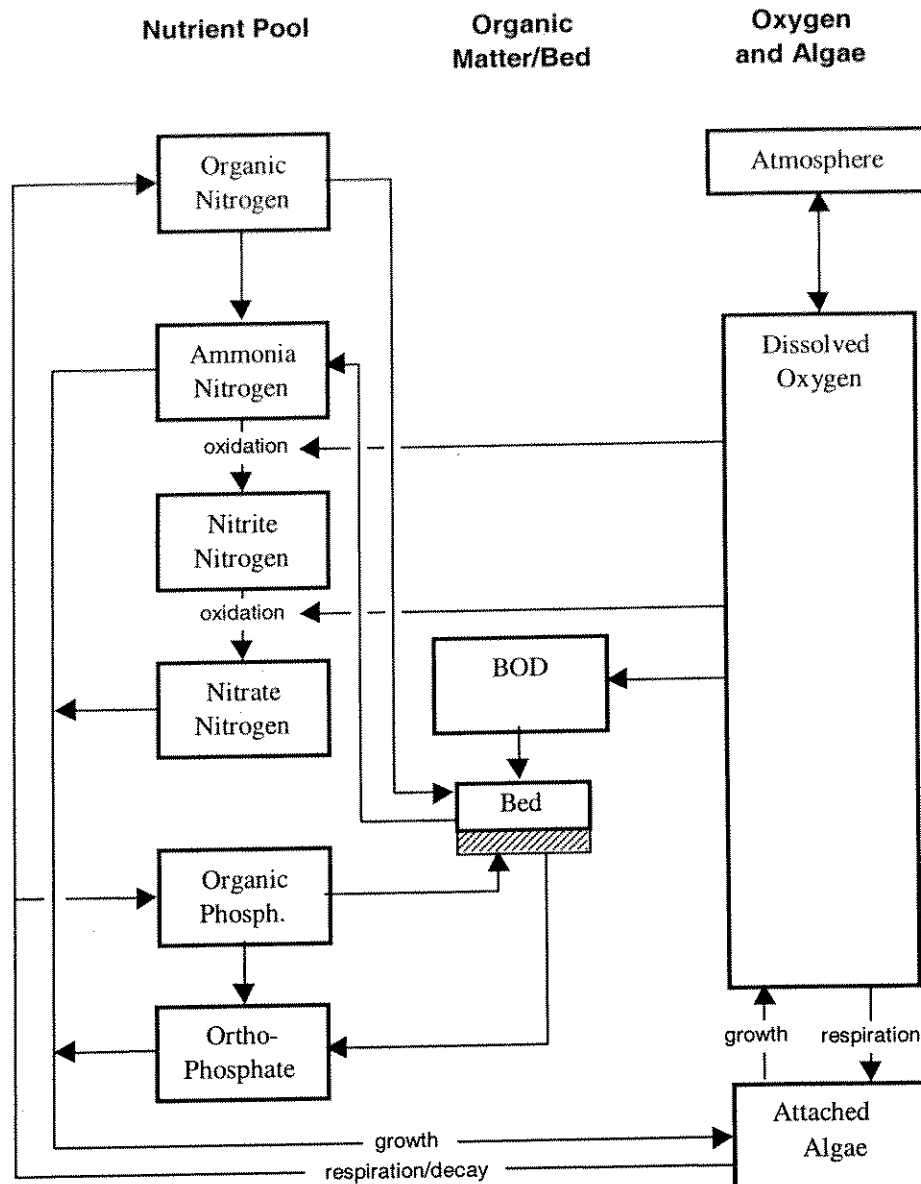 Nutrient Pool
Organic
Matter/Bed
Oxygen
and Algae
Organic
Nitrogen
Atmosphere
Ammonia
Nitrogen
Dissolved
Oxygen
oxidation
Nitrite
Nitrogen
oxidation
BOD
Nitrate
Nitrogen
Bed
Organic
Phosph.
Ortho-
Phosphate
growth
respiration
Attached
Algae
growth
respiration/decay